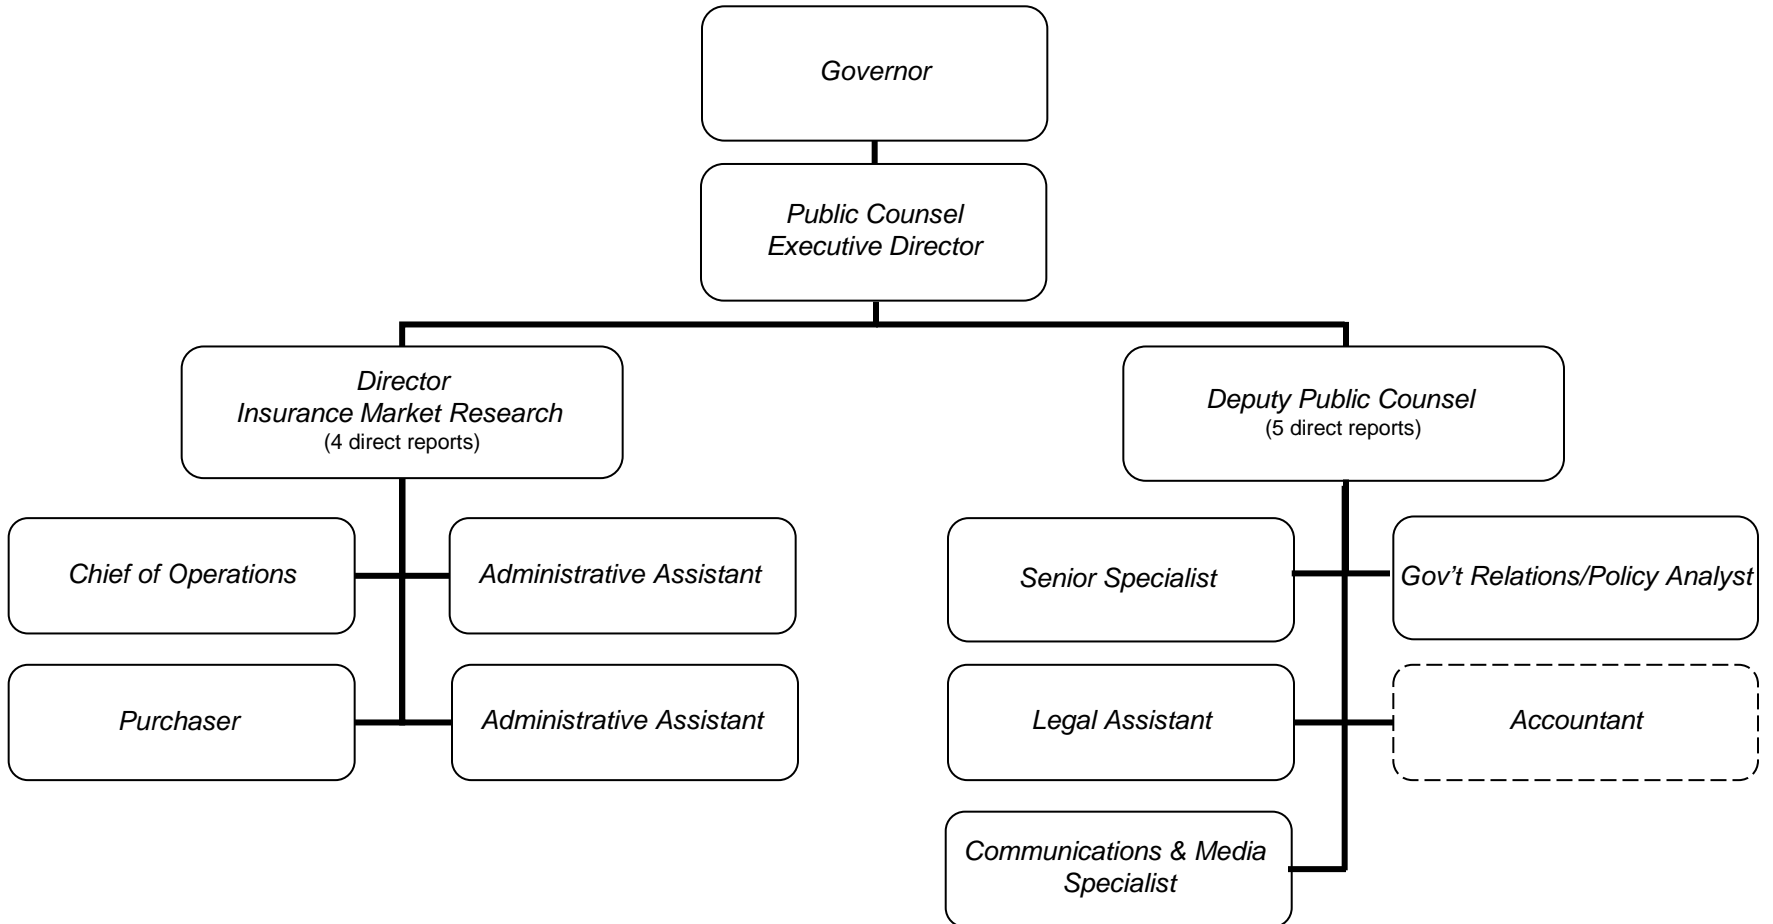 Governor
Public Counsel
Executive Director
Director
Insurance Market Research
(4 direct reports)
Deputy Public Counsel
(5 direct reports)
Chief of Operations
Administrative Assistant
Senior Specialist
Gov’t Relations/Policy Analyst
Purchaser
Administrative Assistant
Legal Assistant
Accountant
Communications & Media
Specialist